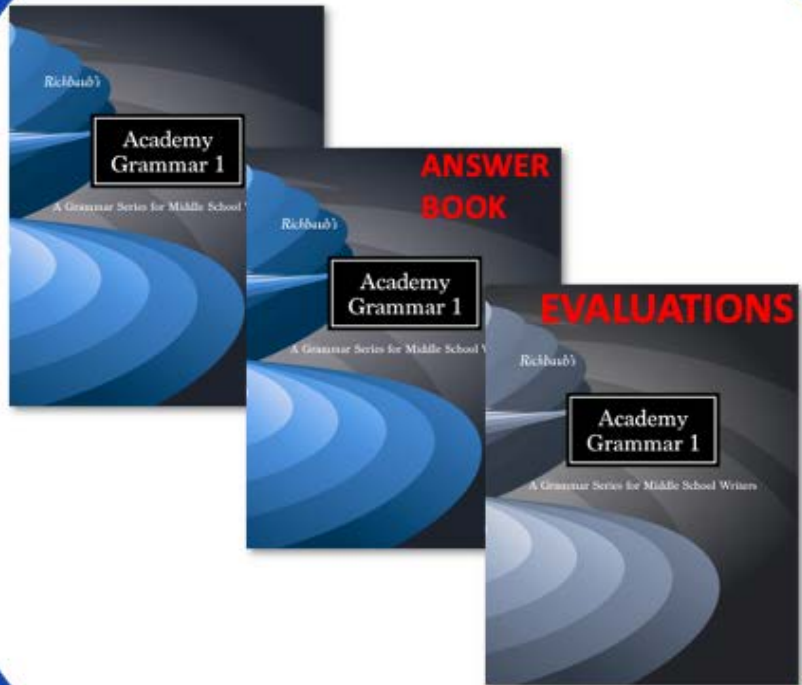 Richbaub's
Academy
Grammar 1
A Grammar Series for Middle School
ANSWER
BOOK
Richbaub's
Academy
Grammar 1
A Grammar Series for Middle School
EVALUATIONS
Richbaub's
Academy
Grammar 1
A Grammar Series for Middle School Writers